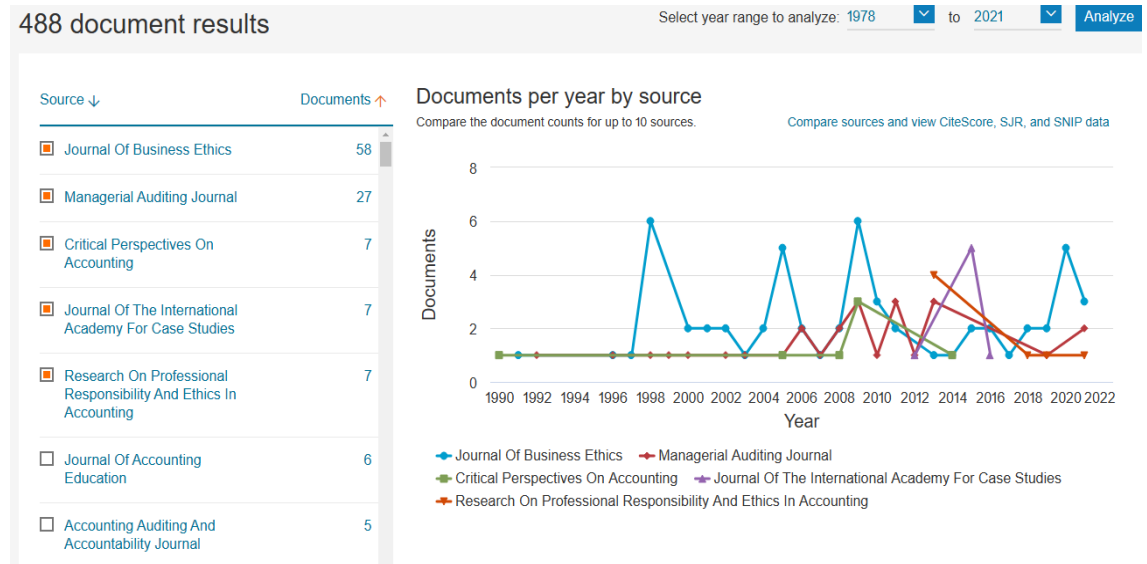 488 document results
Select year range to analyze: 1978 to 2021 Analyze
Source ↓ Documents ↑
Journal Of Business Ethics 58
Managerial Auditing Journal 27
Critical Perspectives On
Accounting 7
Journal Of The International
Academy For Case Studies 7
Research On Professional
Responsibility And Ethics In
Accounting 7
Journal Of Accounting
Education 6
Accounting Auditing And
Accountability Journal 5
Documents per year by source
Compare the document counts for up to 10 sources. Compare sources and view CiteScore, SJR, and SNIP data
8
6
4
2
0
Documents
1990 1992 1994 1996 1998 2000 2002 2004 2006 2008 2010 2012 2014 2016 2018 2020 2022
Year
Journal Of Business Ethics Managerial Auditing Journal
Critical Perspectives On Accounting Journal Of The International Academy For Case Studies
Research On Professional Responsibility And Ethics In Accounting